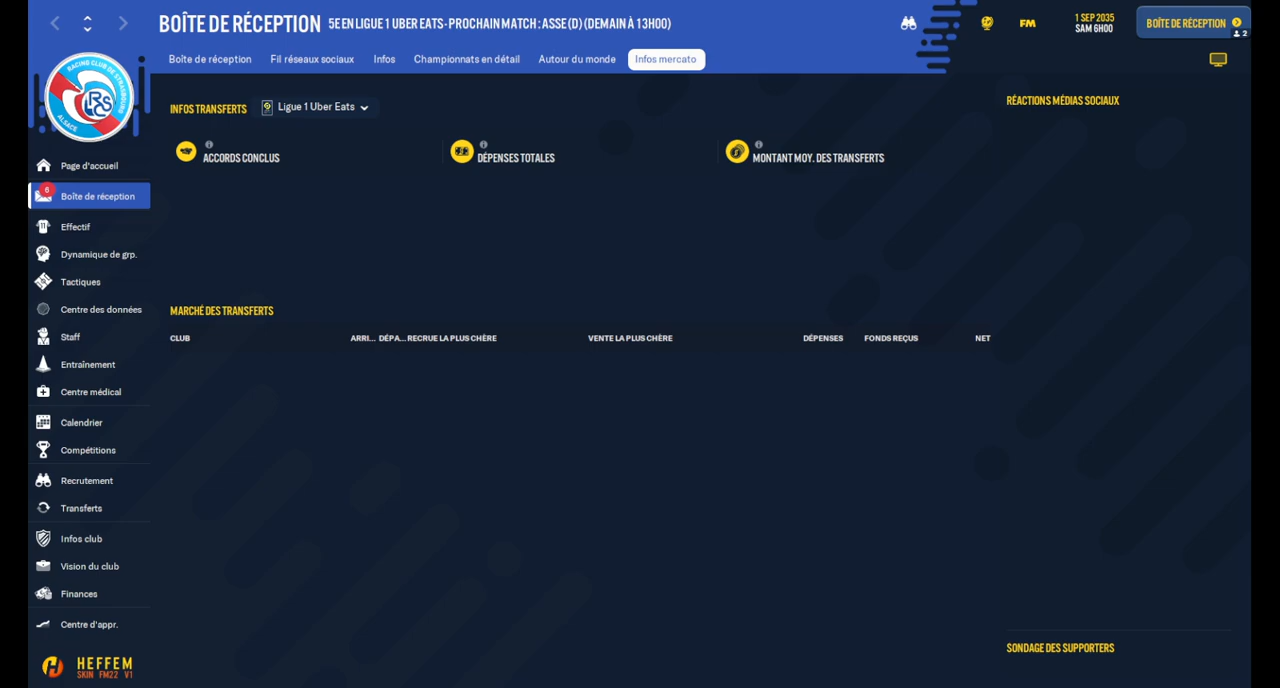 BOÎTE DE RÉCEPTION 5E EN LIGUE 1 UBER EATS - PROCHAIN MATCH : ASSE (D) (DEMAIN À 13H00)
FM
1 SEP 2035
SAM 6H00
BOÎTE DE RÉCEPTION
2
Boîte de réception Fil réseaux sociaux Infos Championnats en détail Autour du monde Infos mercato
RACING CLUB DE STRASBOURG
ALSACE
RCS
Page d'accueil
6
Boîte de réception
Effectif
Dynamique de grp.
Tactiques
Centre des données
Staff
Entraînement
Centre médical
Calendrier
Compétitions
Recrutement
Transferts
Infos club
Vision du club
Finances
Centre d'appr.
HEFFEM
SKIN FM22 V1
INFOS TRANSFERTS Ligue 1 Uber Eats
ACCORDS CONCLUS DÉPENSES TOTALES MONTANT MOY. DES TRANSFERTS
MARCHÉ DES TRANSFERTS
CLUB ARRI... DÉPA... RECRUE LA PLUS CHÈRE VENTE LA PLUS CHÈRE DÉPENSES FONDS REÇUS NET
RÉACTIONS MÉDIAS SOCIAUX
SONDAGE DES SUPPORTERS